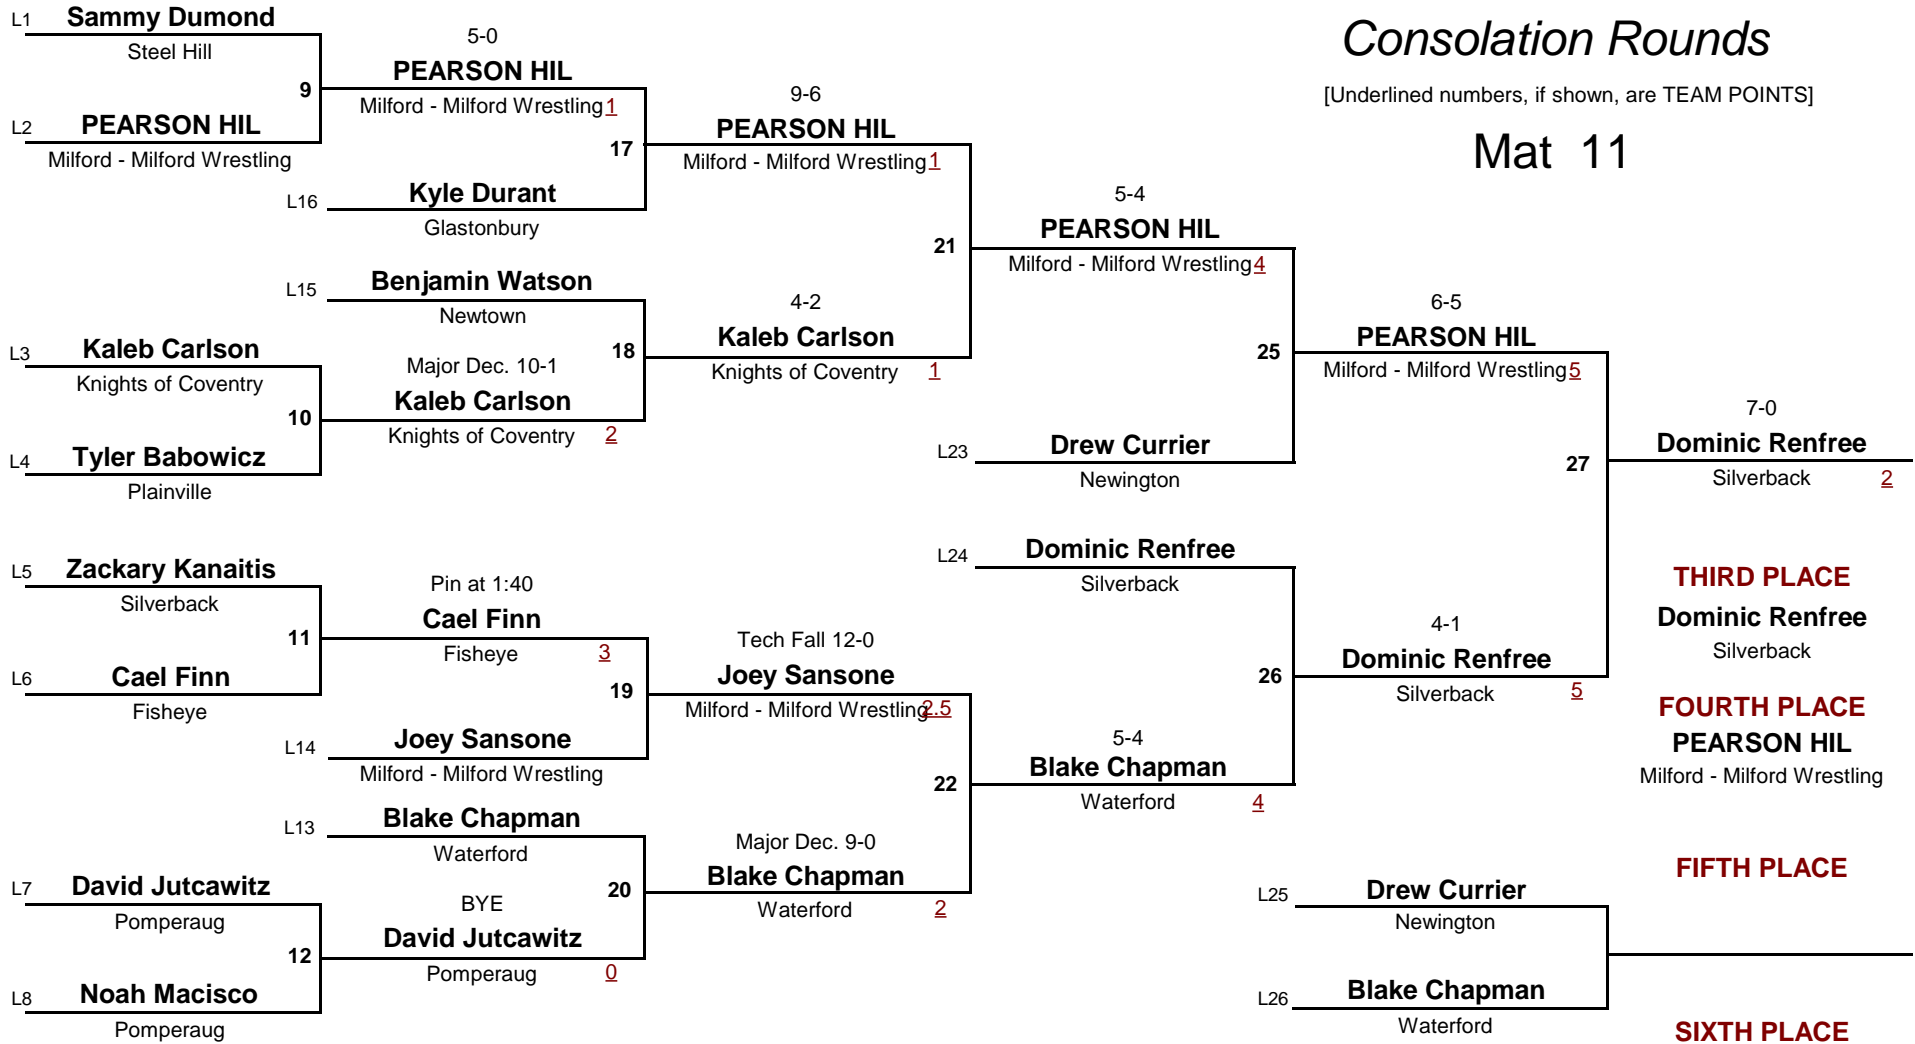 Consolation Rounds
[Underlined numbers, if shown, are TEAM POINTS]
Mat 11
L1 Sammy Dumond
Steel Hill
9
L2 PEARSON HIL
Milford - Milford Wrestling
5-0
PEARSON HIL
Milford - Milford Wrestling 1
17
L16 Kyle Durant
Glastonbury
L15 Benjamin Watson
Newtown
18
L3 Kaleb Carlson
Knights of Coventry
10
L4 Tyler Babowicz
Plainville
Major Dec. 10-1
Kaleb Carlson
Knights of Coventry 2
9-6
PEARSON HIL
Milford - Milford Wrestling 1
21
4-2
Kaleb Carlson
Knights of Coventry 1
5-4
PEARSON HIL
Milford - Milford Wrestling 4
25
L23 Drew Currier
Newington
6-5
PEARSON HIL
Milford - Milford Wrestling 5
27
7-0
Dominic Renfree
Silverback 2
L5 Zackary Kanaitis
Silverback
11
L6 Cael Finn
Fisheye
Pin at 1:40
Cael Finn
Fisheye 3
19
L14 Joey Sansone
Milford - Milford Wrestling
L13 Blake Chapman
Waterford
20
L7 David Jutcawitz
Pomperaug
12
L8 Noah Macisco
Pomperaug
BYE
David Jutcawitz
Pomperaug 0
Tech Fall 12-0
Joey Sansone
Milford - Milford Wrestling 2.5
22
Major Dec. 9-0
Blake Chapman
Waterford 2
L24 Dominic Renfree
Silverback
26
5-4
Blake Chapman
Waterford 4
4-1
Dominic Renfree
Silverback 5
THIRD PLACE
Dominic Renfree
Silverback
FOURTH PLACE
PEARSON HIL
Milford - Milford Wrestling
FIFTH PLACE
L25 Drew Currier
Newington
L26 Blake Chapman
Waterford
SIXTH PLACE